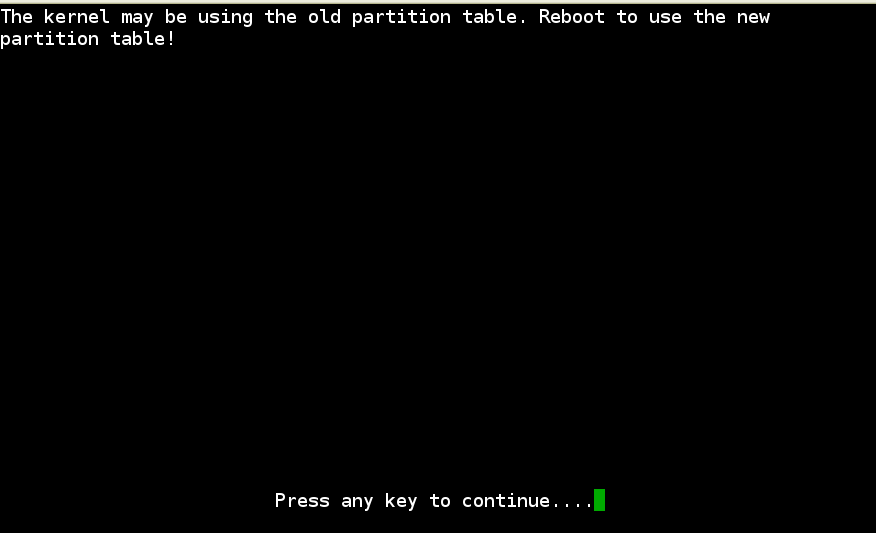 The kernel may be using the old partition table. Reboot to use the new
partition table!
Press any key to continue....